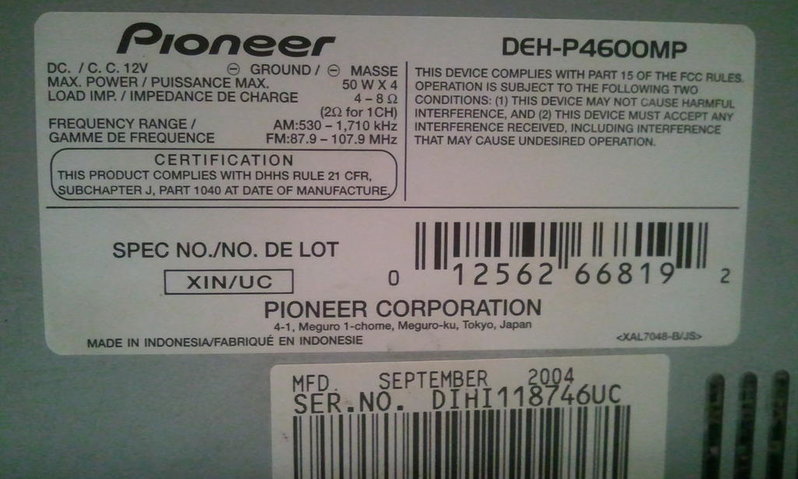 Pioneer
DC. / C. C. 12V ⊖ GROUND / ⊖ MASSE
MAX. POWER / PUISSANCE MAX. 50 W X 4
LOAD IMP. / IMPEDANCE DE CHARGE 4 – 8 Ω
(2Ω for 1CH)
FREQUENCY RANGE / AM:530 – 1,710 kHz
GAMME DE FREQUENCE FM:87.9 – 107.9 MHz
CERTIFICATION
THIS PRODUCT COMPLIES WITH DHHS RULE 21 CFR,
SUBCHAPTER J, PART 1040 AT DATE OF MANUFACTURE.
DEH-P4600MP
THIS DEVICE COMPLIES WITH PART 15 OF THE FCC RULES.
OPERATION IS SUBJECT TO THE FOLLOWING TWO
CONDITIONS: (1) THIS DEVICE MAY NOT CAUSE HARMFUL
INTERFERENCE, AND (2) THIS DEVICE MUST ACCEPT ANY
INTERFERENCE RECEIVED, INCLUDING INTERFERENCE
THAT MAY CAUSE UNDESIRED OPERATION.
SPEC NO./NO. DE LOT
XIN/UC
0 12562 66819 2
PIONEER CORPORATION
4-1, Meguro 1-chome, Meguro-ku, Tokyo, Japan
MADE IN INDONESIA/FABRIQUÉ EN INDONESIE
<XAL7048-B/JS>
MFD. SEPTEMBER 2004
SER.NO. DIHI118746UC